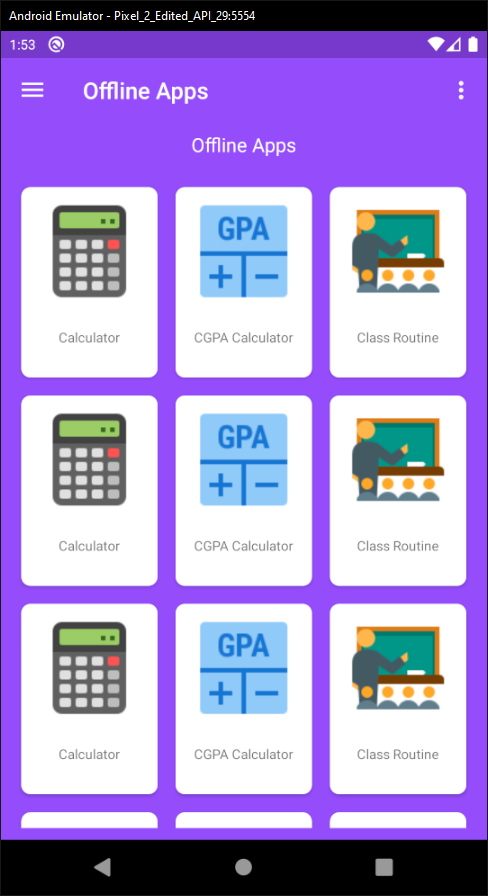 Android Emulator - Pixel_2_Edited_API_29:5554
1:53
Offline Apps
Offline Apps
GPA
GPA
Calculator
CGPA Calculator
Class Routine
GPA
Calculator
CGPA Calculator
Class Routine
GPA
Calculator
CGPA Calculator
Class Routine